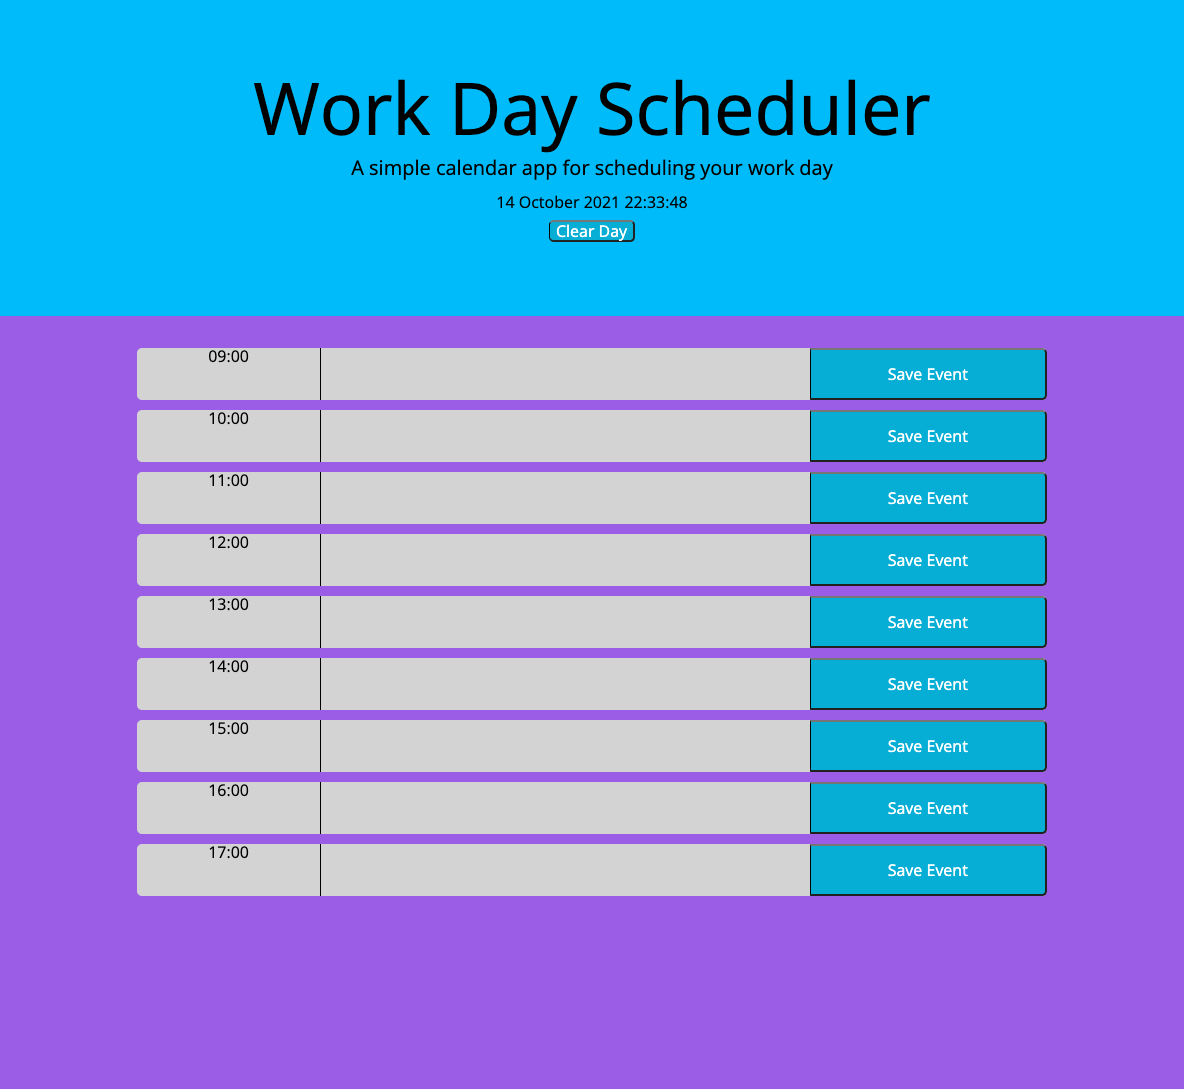 Work Day Scheduler
A simple calendar app for scheduling your work day
14 October 2021 22:33:48
Clear Day
09:00 Save Event
10:00 Save Event
11:00 Save Event
12:00 Save Event
13:00 Save Event
14:00 Save Event
15:00 Save Event
16:00 Save Event
17:00 Save Event